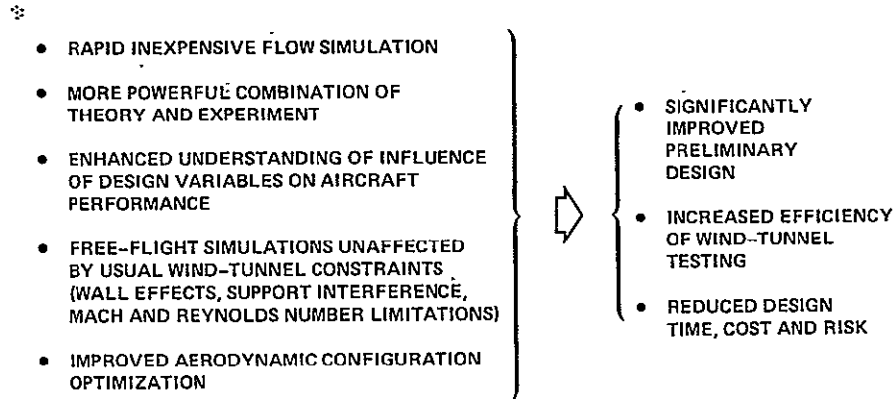 • RAPID INEXPENSIVE FLOW SIMULATION
• MORE POWERFUL COMBINATION OF
THEORY AND EXPERIMENT
• ENHANCED UNDERSTANDING OF INFLUENCE
OF DESIGN VARIABLES ON AIRCRAFT
PERFORMANCE
• FREE-FLIGHT SIMULATIONS UNAFFECTED
BY USUAL WIND-TUNNEL CONSTRAINTS
(WALL EFFECTS, SUPPORT INTERFERENCE,
MACH AND REYNOLDS NUMBER LIMITATIONS)
• IMPROVED AERODYNAMIC CONFIGURATION
OPTIMIZATION
• SIGNIFICANTLY
IMPROVED
PRELIMINARY
DESIGN
• INCREASED EFFICIENCY
OF WIND-TUNNEL
TESTING
• REDUCED DESIGN
TIME, COST AND RISK